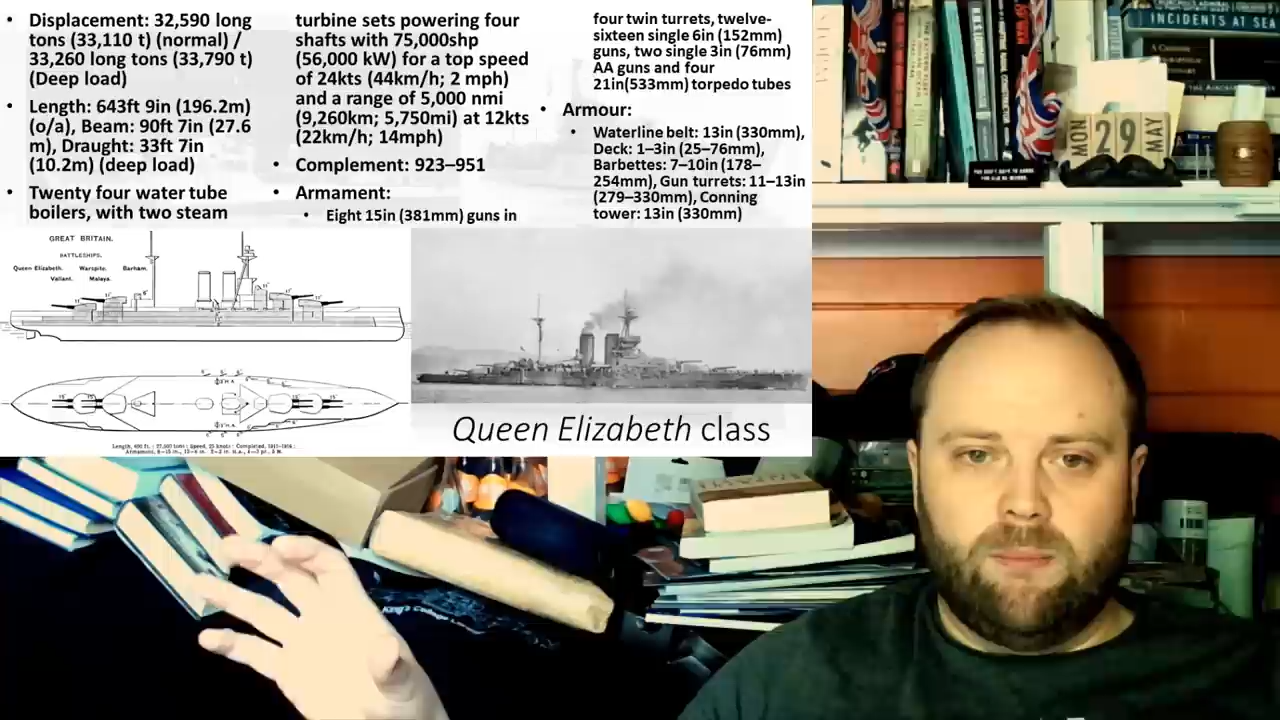 • Displacement: 32,590 long
tons (33,110 t) (normal) /
33,260 long tons (33,790 t)
(Deep load)
• Length: 643ft 9in (196.2m)
(o/a), Beam: 90ft 7in (27.6
m), Draught: 33ft 7in
(10.2m) (deep load)
• Twenty four water tube
boilers, with two steam
turbine sets powering four
shafts with 75,000shp
(56,000 kW) for a top speed
of 24kts (44km/h; 2 mph)
and a range of 5,000 nmi
(9,260km; 5,750mi) at 12kts
(22km/h; 14mph)
• Complement: 923–951
• Armament:
• Eight 15in (381mm) guns in
four twin turrets, twelve-
sixteen single 6in (152mm)
guns, two single 3in (76mm)
AA guns and four
21in(533mm) torpedo tubes
• Armour:
• Waterline belt: 13in (330mm),
Deck: 1–3in (25–76mm),
Barbettes: 7–10in (178–
254mm), Gun turrets: 11–13in
(279–330mm), Conning
tower: 13in (330mm)
GREAT BRITAIN.
BATTLESHIPS.
Queen Elizabeth. Warspite. Barham.
Valiant. Malaya.
Queen Elizabeth class
INCIDENTS AT SEA
MON 29 MAY
King's College